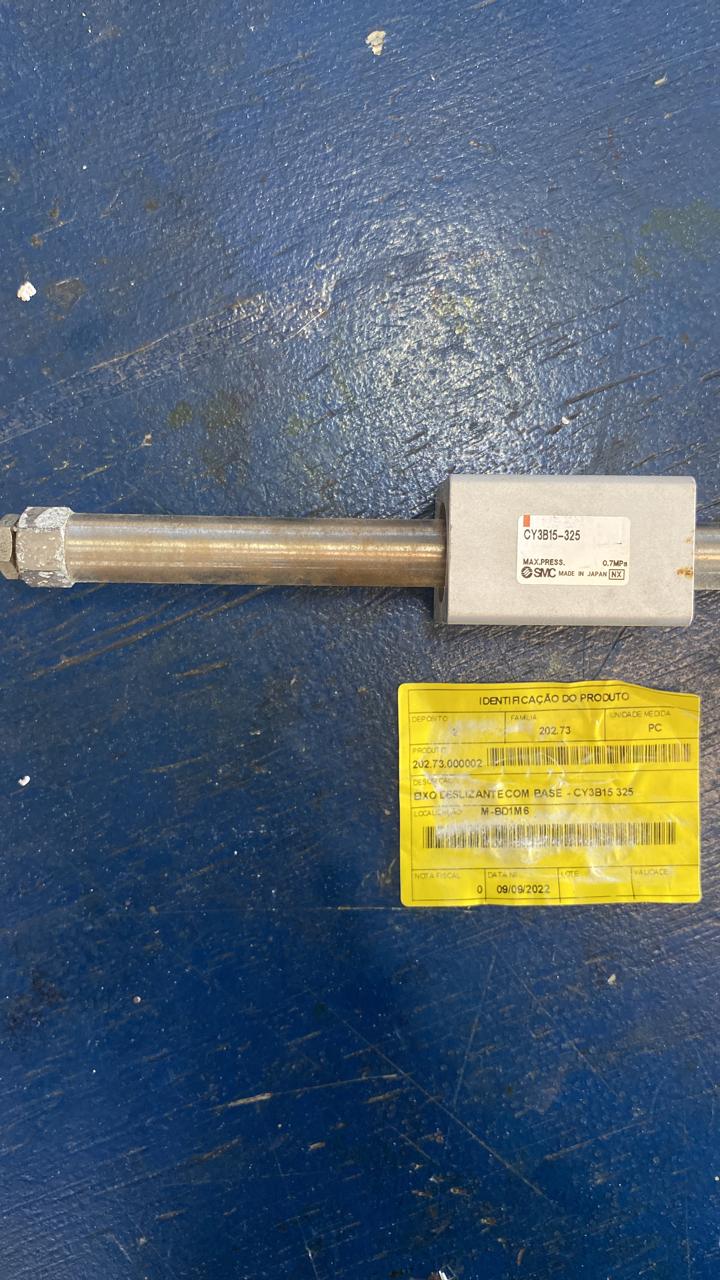 CY3B15-325
MAX.PRESS. 0.7MPa
SMC MADE IN JAPAN NX
IDENTIFICAÇÃO DO PRODUTO
DEPOSITO FAMILIA UNIDADE MEDIDA
202.73 PC
PRODUTO
202.73.000002
EIXO DESLIZANTE COM BASE - CY3B15 325
LOCALIZAÇÃO M-BD1M6
NOTA FISCAL DATA NF LOTE VALIDADE
0 09/09/2022